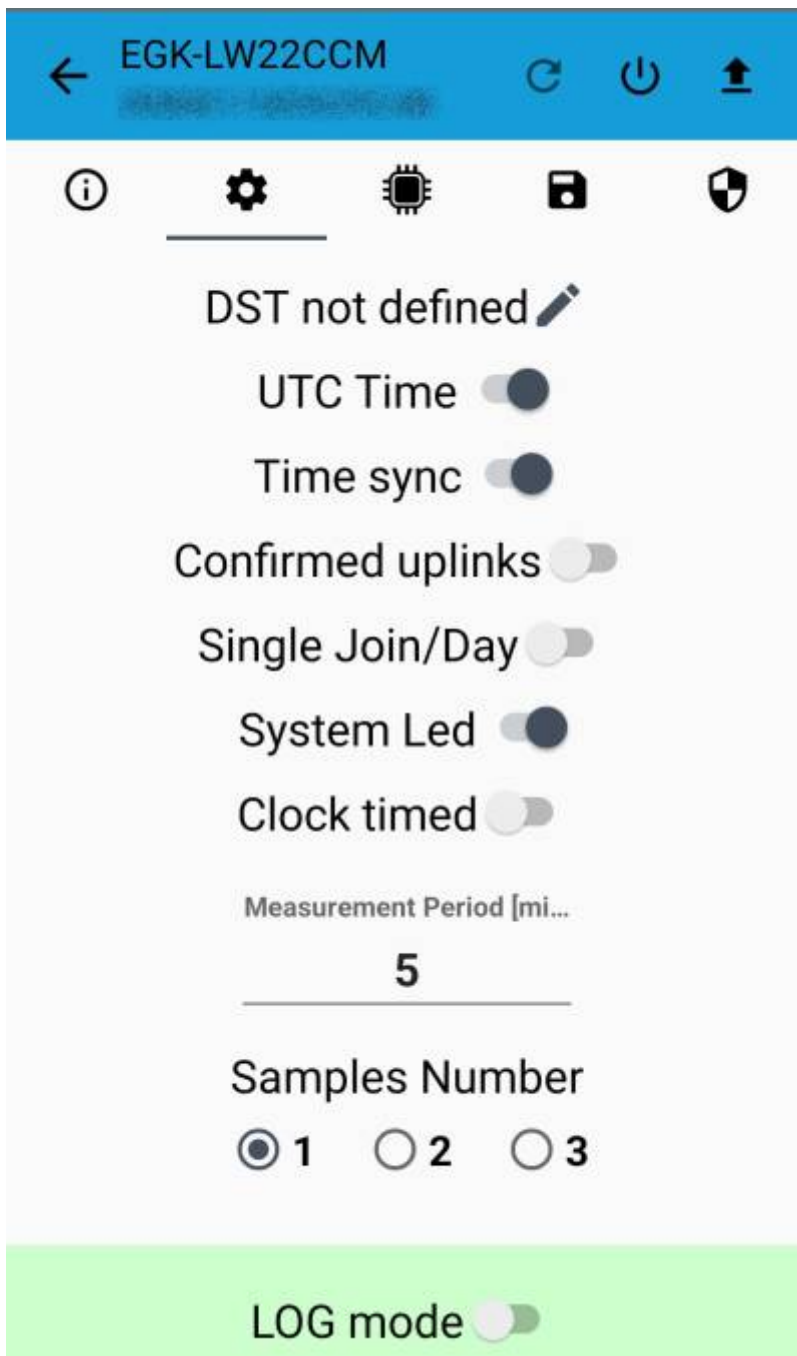 EGK-LW22CCM
DST not defined
UTC Time
Time sync
Confirmed uplinks
Single Join/Day
System Led
Clock timed
Measurement Period [mi...
5
Samples Number
1 2 3
LOG mode